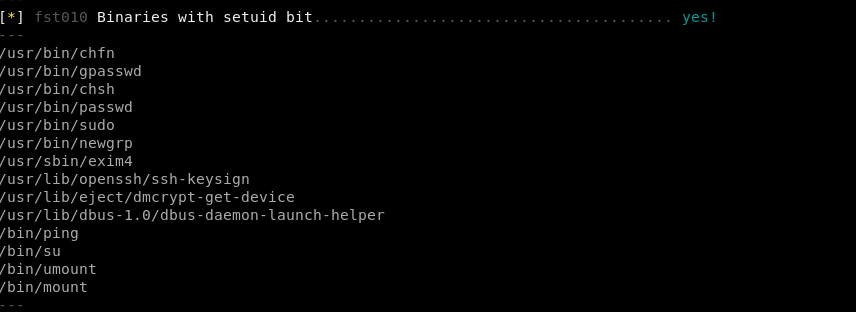 [*] fst010 Binaries with setuid bit........................................ yes!
---
/usr/bin/chfn
/usr/bin/gpasswd
/usr/bin/chsh
/usr/bin/passwd
/usr/bin/sudo
/usr/bin/newgrp
/usr/sbin/exim4
/usr/lib/openssh/ssh-keysign
/usr/lib/eject/dmcrypt-get-device
/usr/lib/dbus-1.0/dbus-daemon-launch-helper
/bin/ping
/bin/su
/bin/umount
/bin/mount
---